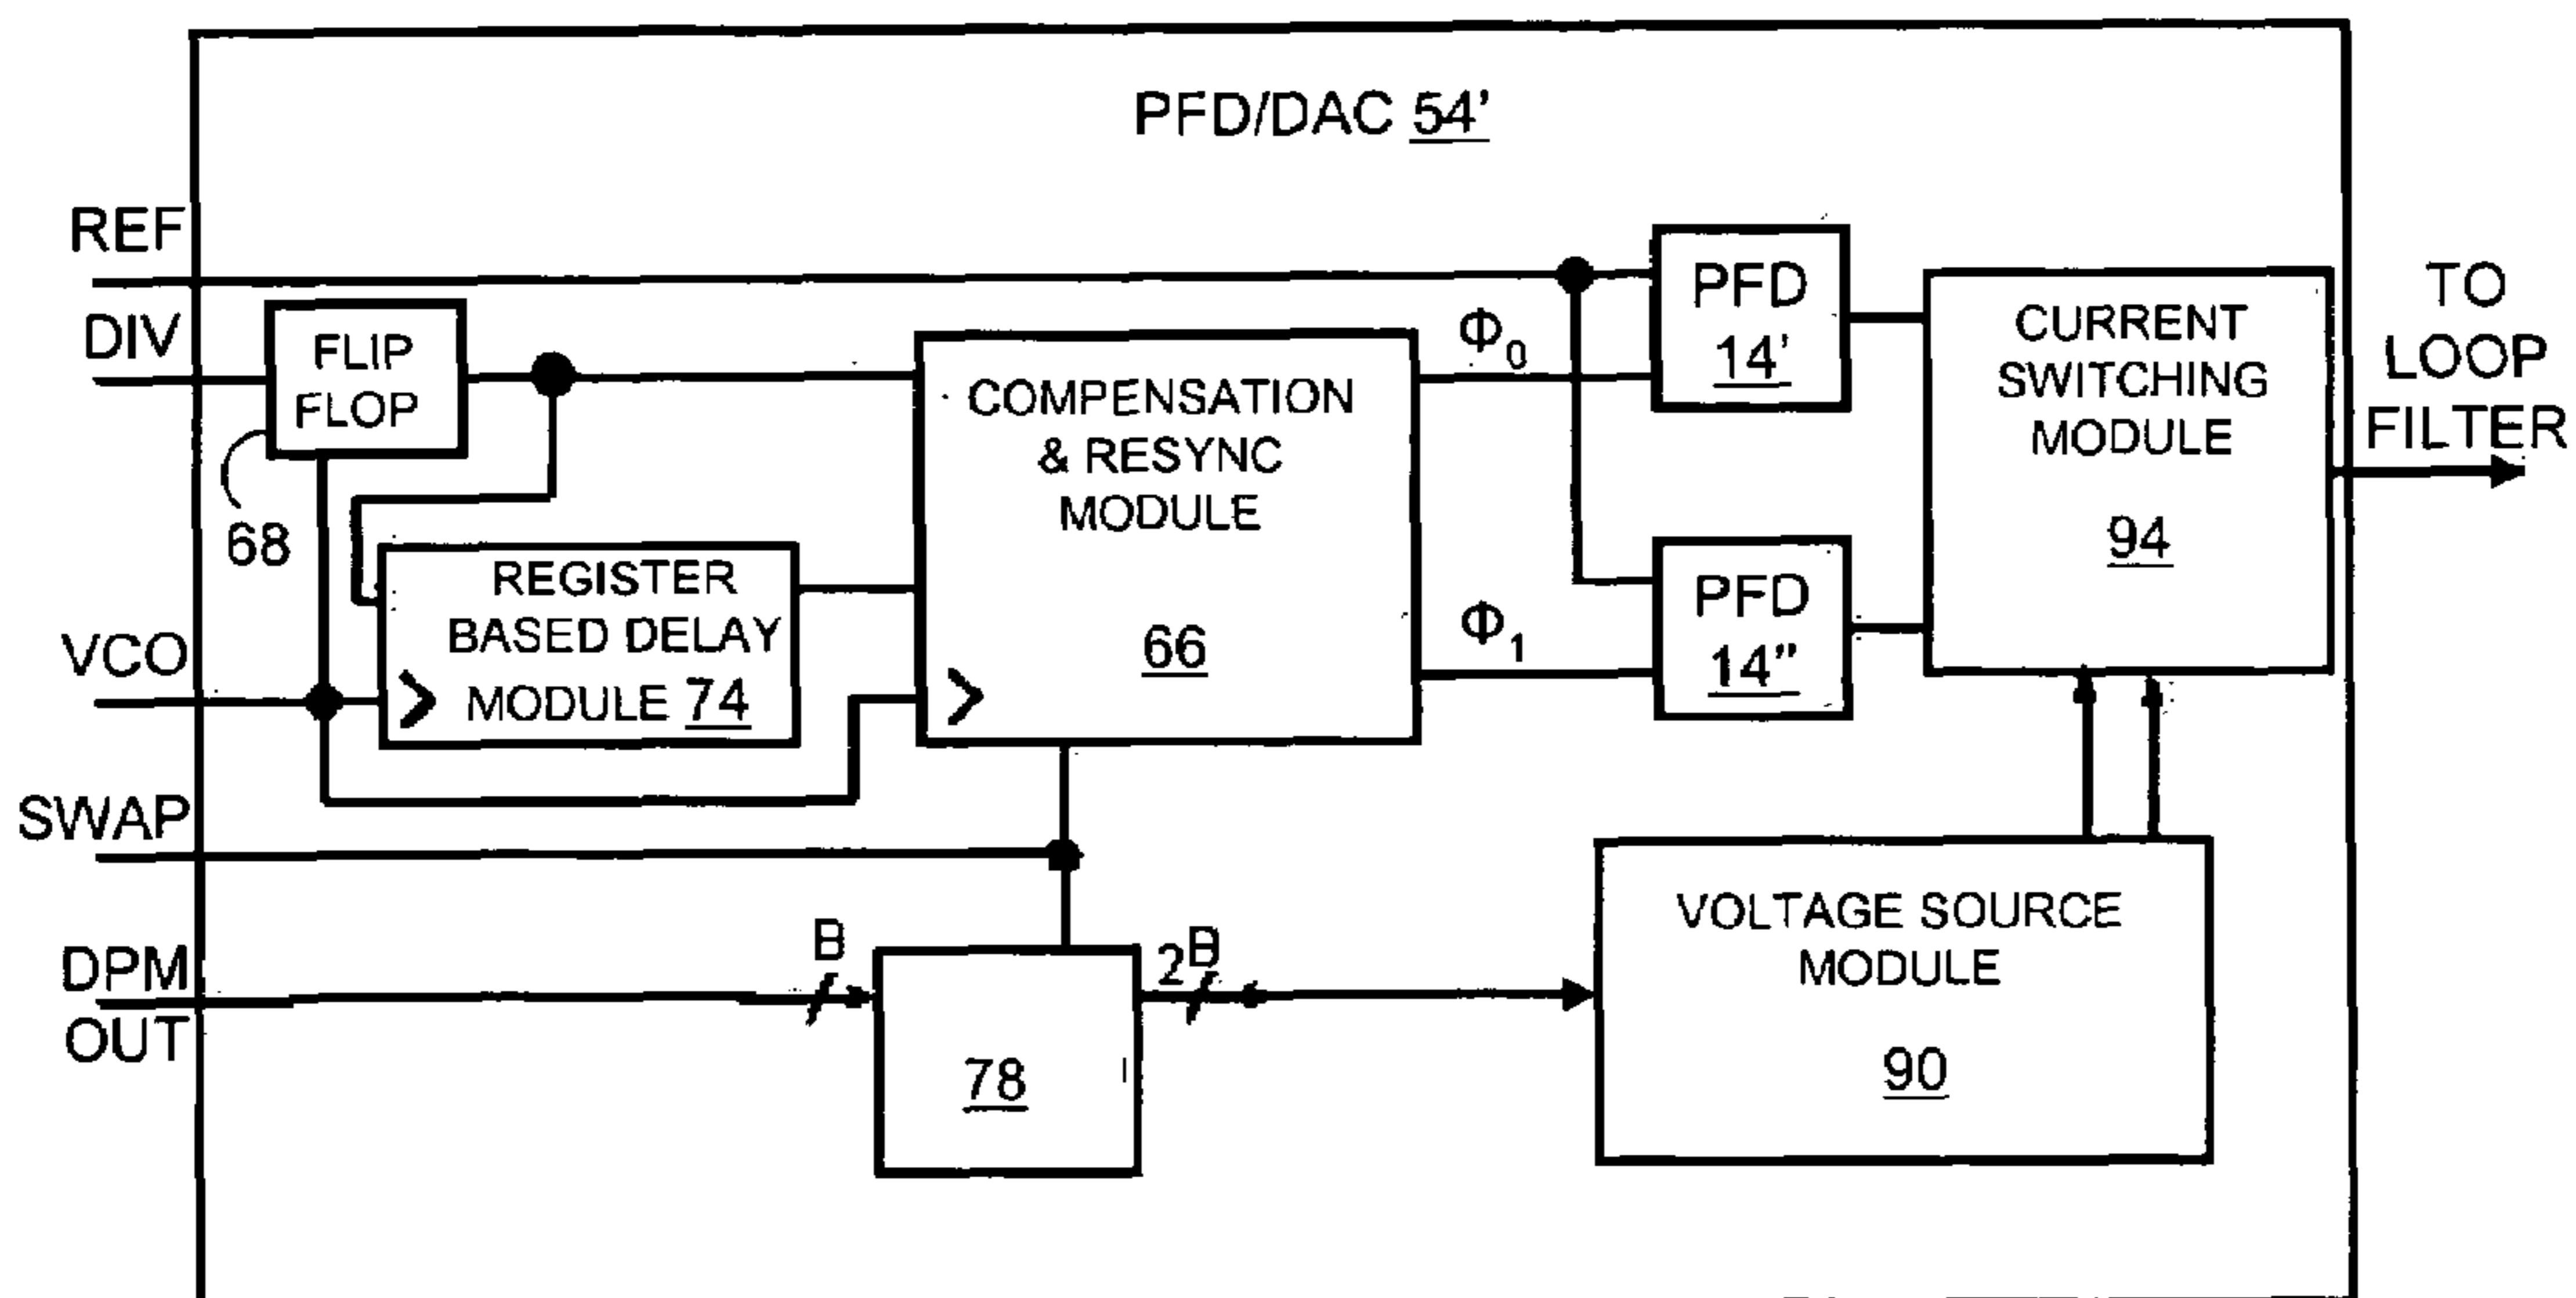 PFD/DAC 54'
REF
DIV
FLIP
FLOP
68
VCO
REGISTER
BASED DELAY
MODULE 74
SWAP
DPM
OUT
COMPENSATION
& RESYNC
MODULE
66
Φ0
Φ1
PFD
14'
PFD
14"
CURRENT
SWITCHING
MODULE
94
TO
LOOP
FILTER
B
78
2B
VOLTAGE SOURCE
MODULE
90